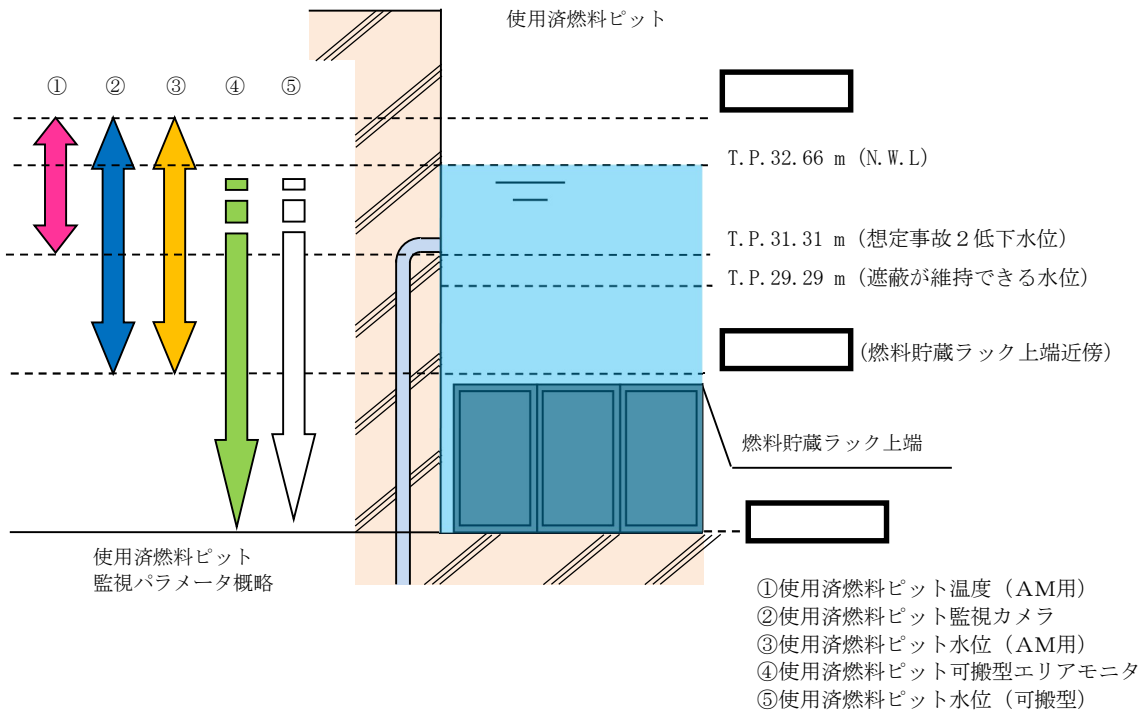 使用済燃料ピット
① ② ③ ④ ⑤
T.P.32.66 m (N.W.L)
T.P.31.31 m (想定事故2低下水位)
T.P.29.29 m (遮蔽が維持できる水位)
(燃料貯蔵ラック上端近傍)
燃料貯蔵ラック上端
使用済燃料ピット
監視パラメータ概略
①使用済燃料ピット温度（AM用）
②使用済燃料ピット監視カメラ
③使用済燃料ピット水位（AM用）
④使用済燃料ピット可搬型エリアモニタ
⑤使用済燃料ピット水位（可搬型）